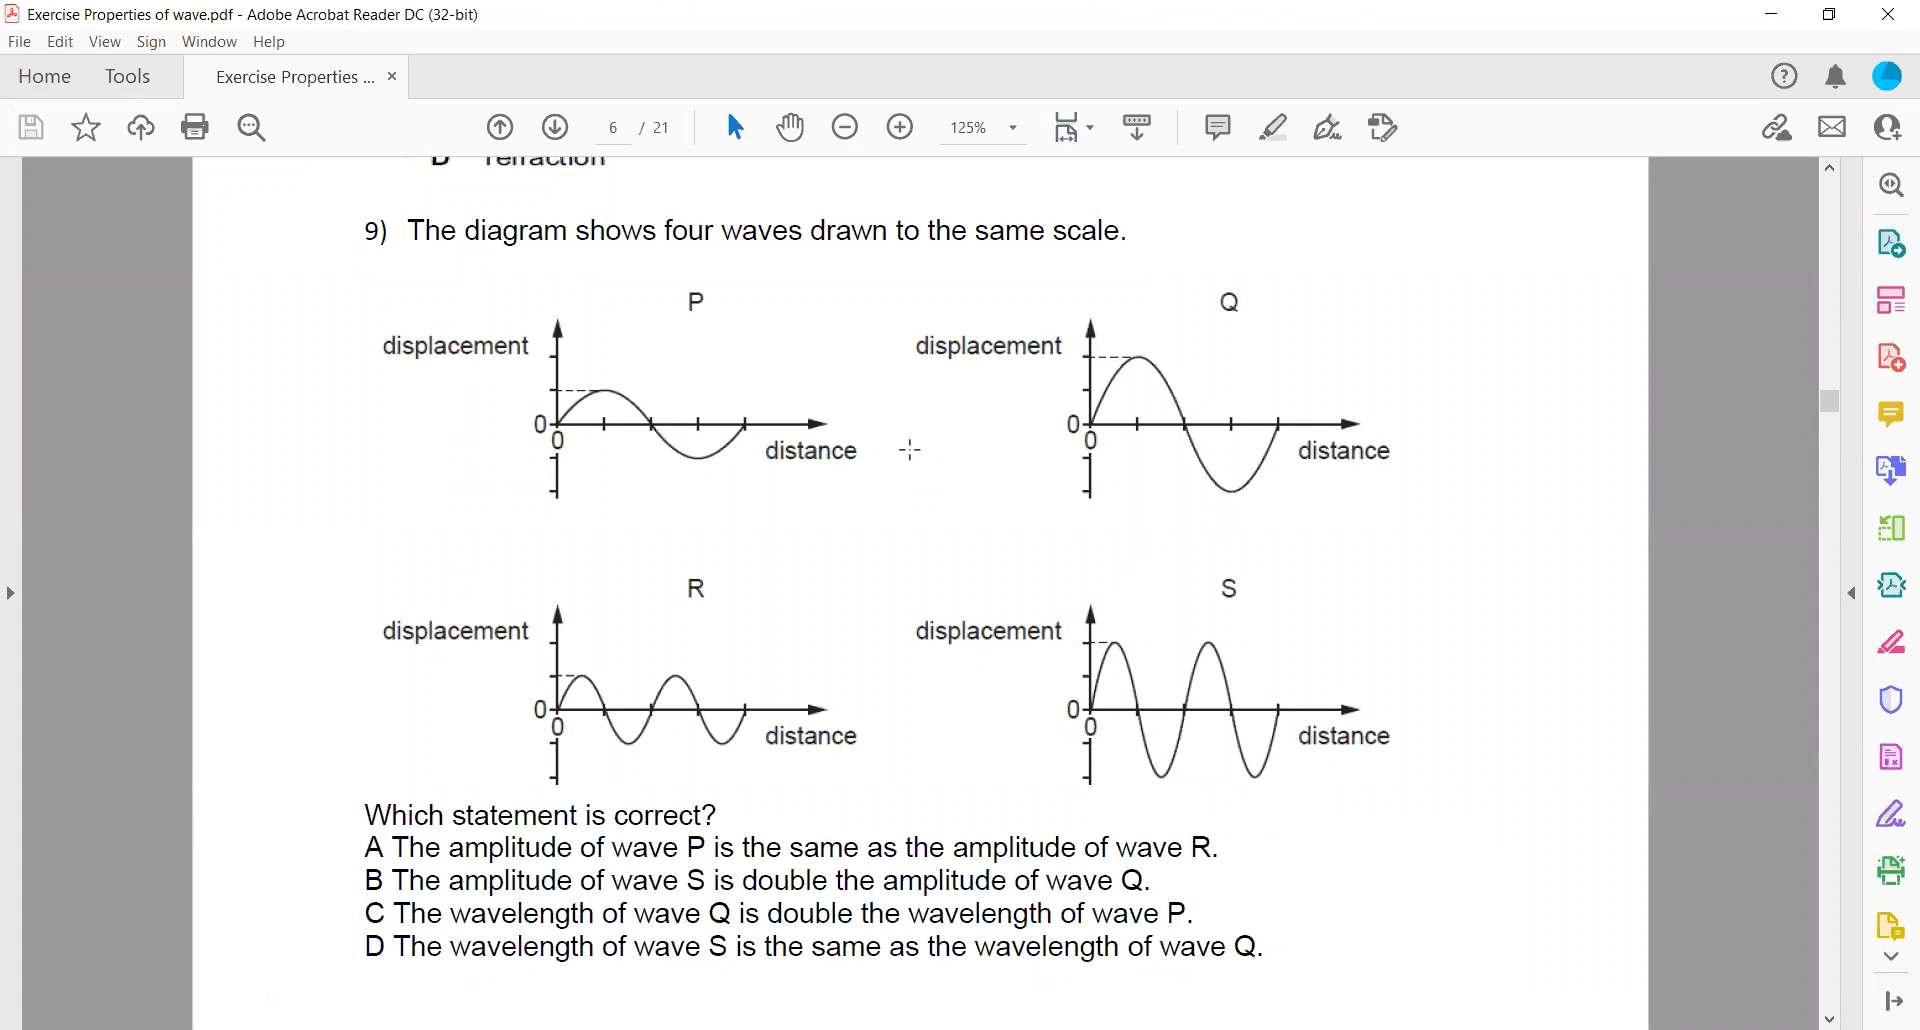 Exercise Properties of wave.pdf - Adobe Acrobat Reader DC (32-bit)
File Edit View Sign Window Help
Home Tools Exercise Properties ... ×
6 / 21 125%
D refraction
9) The diagram shows four waves drawn to the same scale.
P
displacement
0
0
distance
Q
displacement
0
0
distance
R
displacement
0
0
distance
S
displacement
0
0
distance
Which statement is correct?
A The amplitude of wave P is the same as the amplitude of wave R.
B The amplitude of wave S is double the amplitude of wave Q.
C The wavelength of wave Q is double the wavelength of wave P.
D The wavelength of wave S is the same as the wavelength of wave Q.